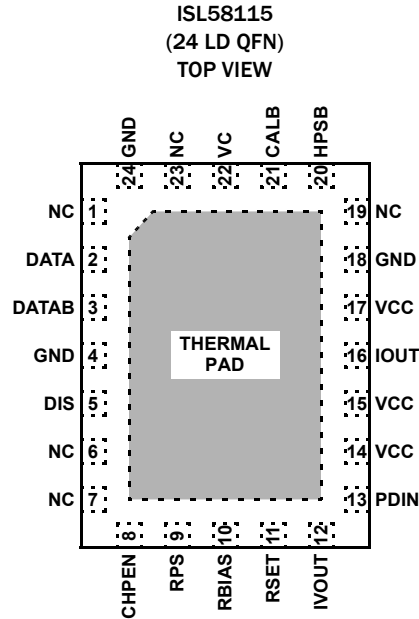 ISL58115
(24 LD QFN)
TOP VIEW
24 GND
23 NC
22 VC
21 CALB
20 HPSB
NC 1
DATA 2
DATAB 3
GND 4
DIS 5
NC 6
NC 7
19 NC
18 GND
17 VCC
16 IOUT
15 VCC
14 VCC
13 PDIN
THERMAL
PAD
CHPEN 8
RPS 9
RBIAS 10
RSET 11
IVOUT 12